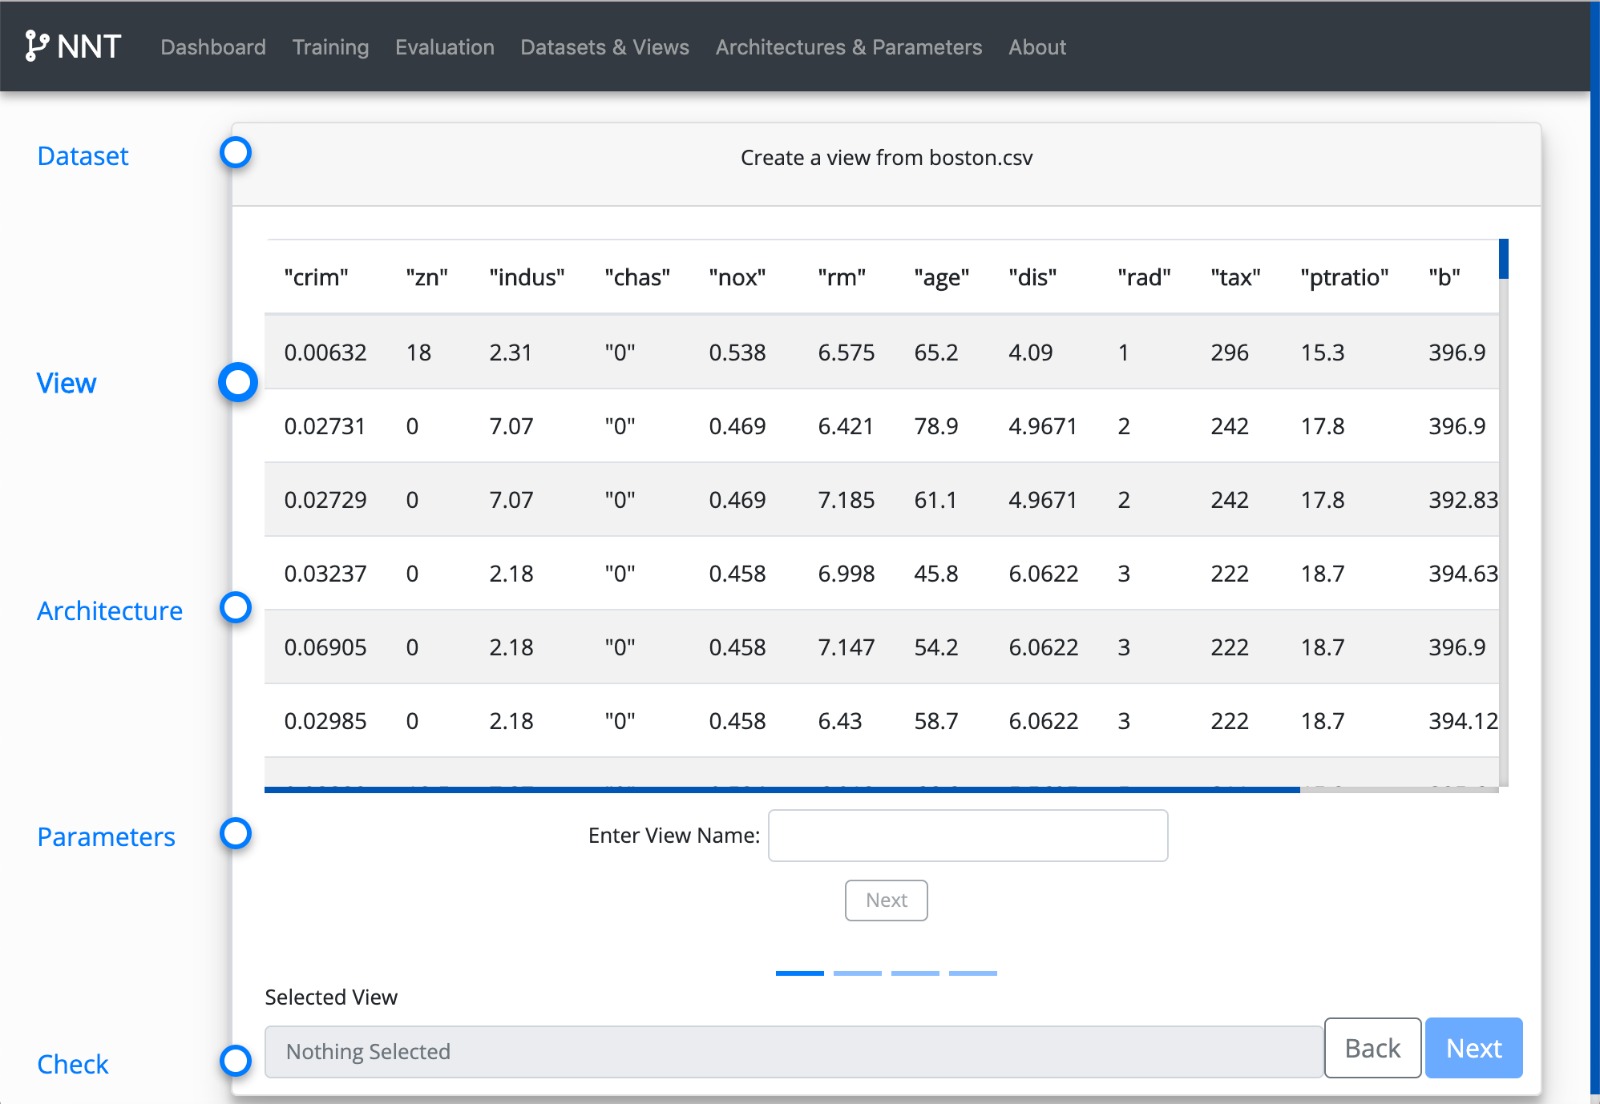 NNT Dashboard Training Evaluation Datasets & Views Architectures & Parameters About
Dataset
Create a view from boston.csv
"crim" "zn" "indus" "chas" "nox" "rm" "age" "dis" "rad" "tax" "ptratio" "b"
0.00632 18 2.31 "0" 0.538 6.575 65.2 4.09 1 296 15.3 396.9
View
0.02731 0 7.07 "0" 0.469 6.421 78.9 4.9671 2 242 17.8 396.9
0.02729 0 7.07 "0" 0.469 7.185 61.1 4.9671 2 242 17.8 392.83
0.03237 0 2.18 "0" 0.458 6.998 45.8 6.0622 3 222 18.7 394.63
Architecture
0.06905 0 2.18 "0" 0.458 7.147 54.2 6.0622 3 222 18.7 396.9
0.02985 0 2.18 "0" 0.458 6.43 58.7 6.0622 3 222 18.7 394.12
Parameters
Enter View Name:
Next
Selected View
Nothing Selected
Back Next
Check